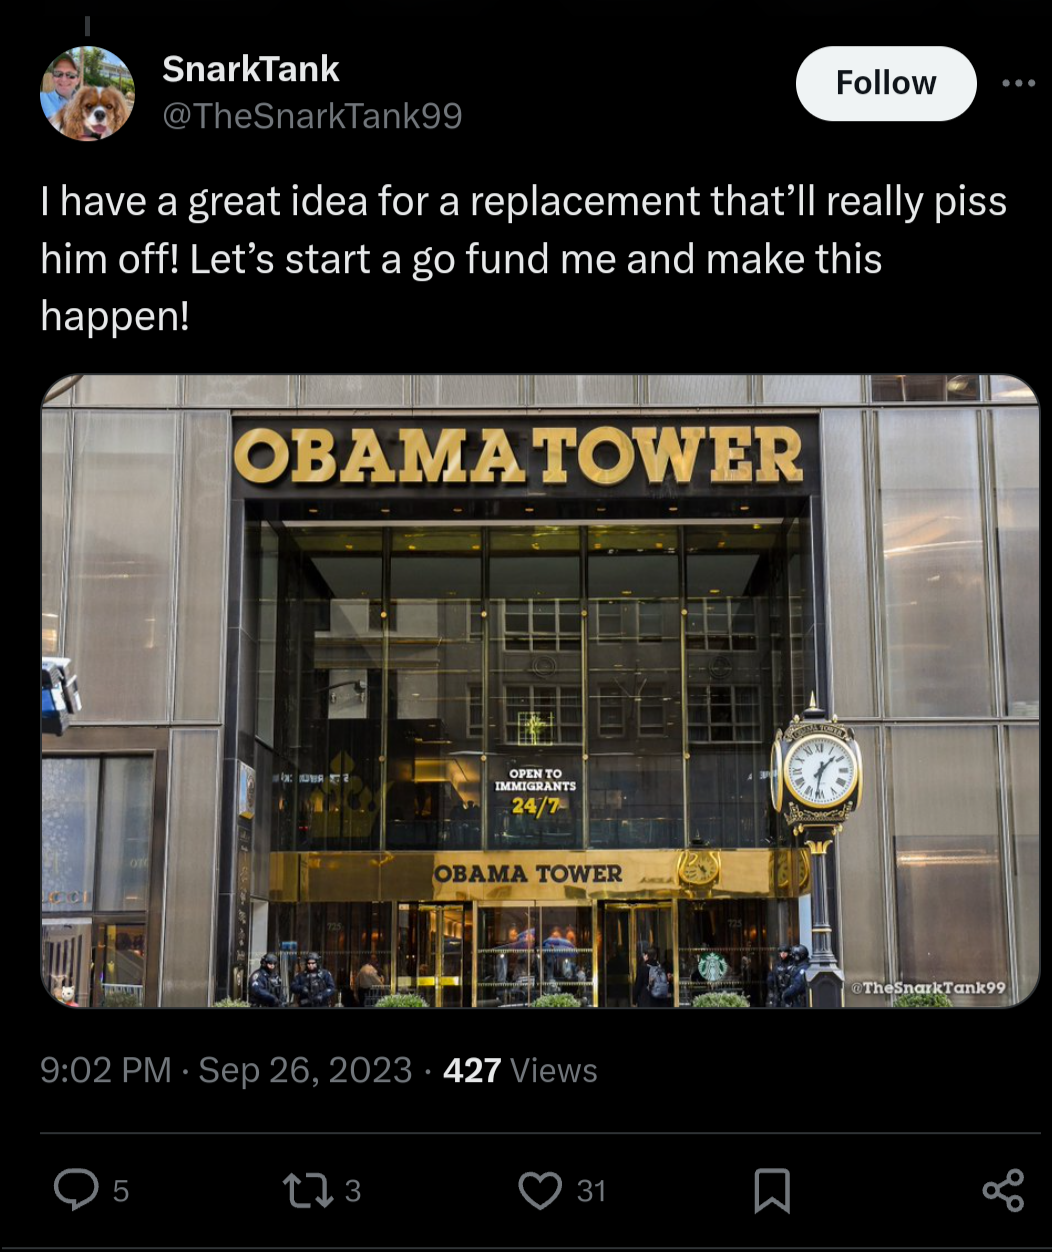 SnarkTank
@TheSnarkTank99
Follow
I have a great idea for a replacement that’ll really piss
him off! Let’s start a go fund me and make this
happen!
OBAMA TOWER
OPEN TO
IMMIGRANTS
24/7
OBAMA TOWER
725
725
@TheSnarkTank99
9:02 PM · Sep 26, 2023 · 427 Views
5
3
31